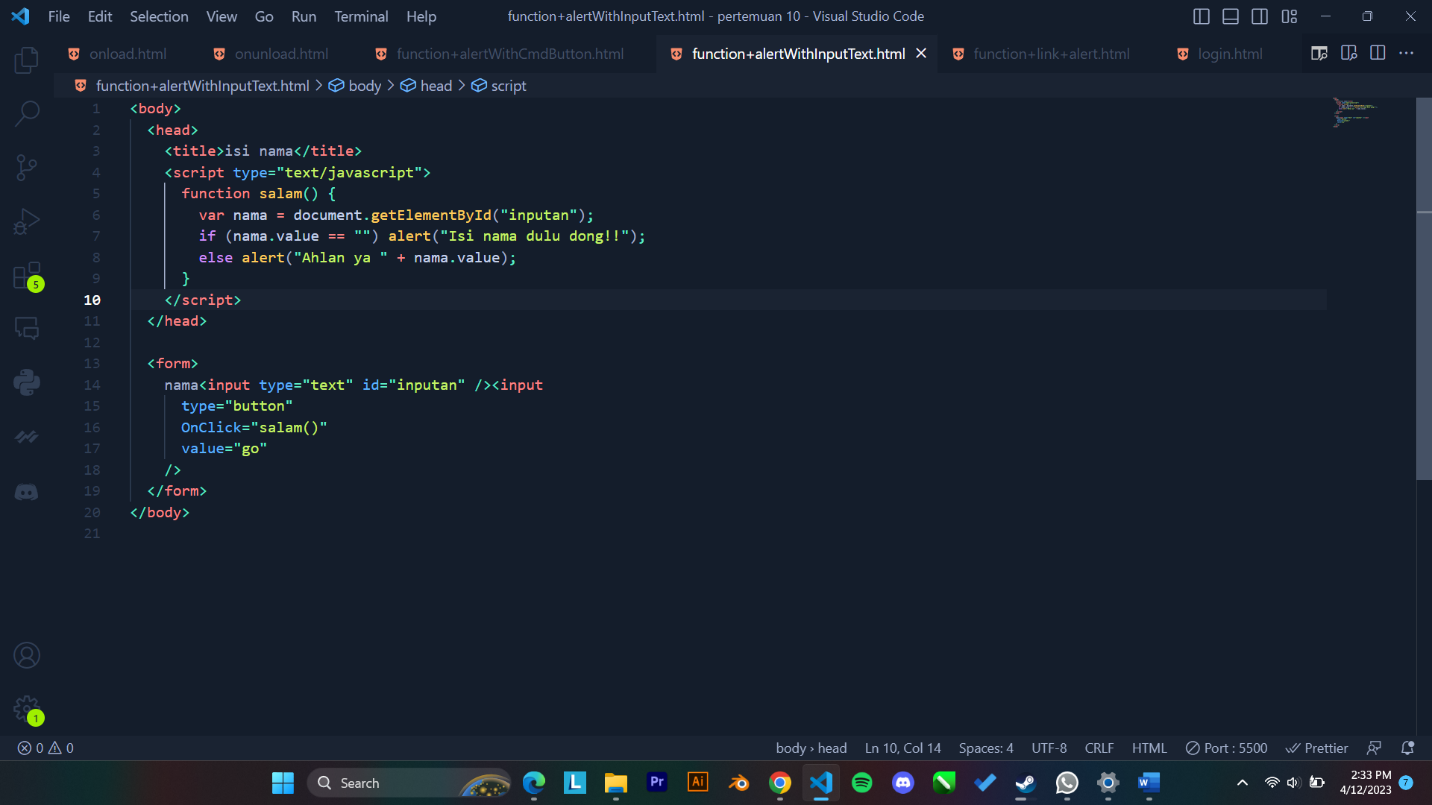 File Edit Selection View Go Run Terminal Help function+alertWithInputText.html - pertemuan 10 - Visual Studio Code
onload.html onunload.html function+alertWithCmdButton.html function+alertWithInputText.html function+link+alert.html login.html
function+alertWithInputText.html > body > head > script
1 <body>
2 <head>
3 <title>isi nama</title>
4 <script type="text/javascript">
5 function salam() {
6 var nama = document.getElementById("inputan");
7 if (nama.value == "") alert("Isi nama dulu dong!!");
8 else alert("Ahlan ya " + nama.value);
9 }
10 </script>
11 </head>
12
13 <form>
14 nama<input type="text" id="inputan" /><input
15 type="button"
16 OnClick="salam()"
17 value="go"
18 />
19 </form>
20 </body>
21
5
1
0 0 body › head Ln 10, Col 14 Spaces: 4 UTF-8 CRLF HTML Port : 5500 Prettier
Search L Pr Ai W 2:33 PM
4/12/2023 7